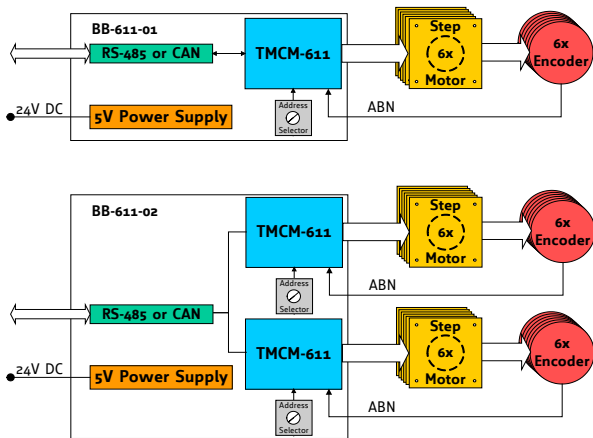 BB-611-01
RS-485 or CAN
TMCM-611
Step
6x
Motor
6x
Encoder
24V DC
5V Power Supply
Address
Selector
ABN
BB-611-02
TMCM-611
Step
6x
Motor
6x
Encoder
Address
Selector
ABN
RS-485 or CAN
TMCM-611
Step
6x
Motor
6x
Encoder
24V DC
5V Power Supply
Address
Selector
ABN